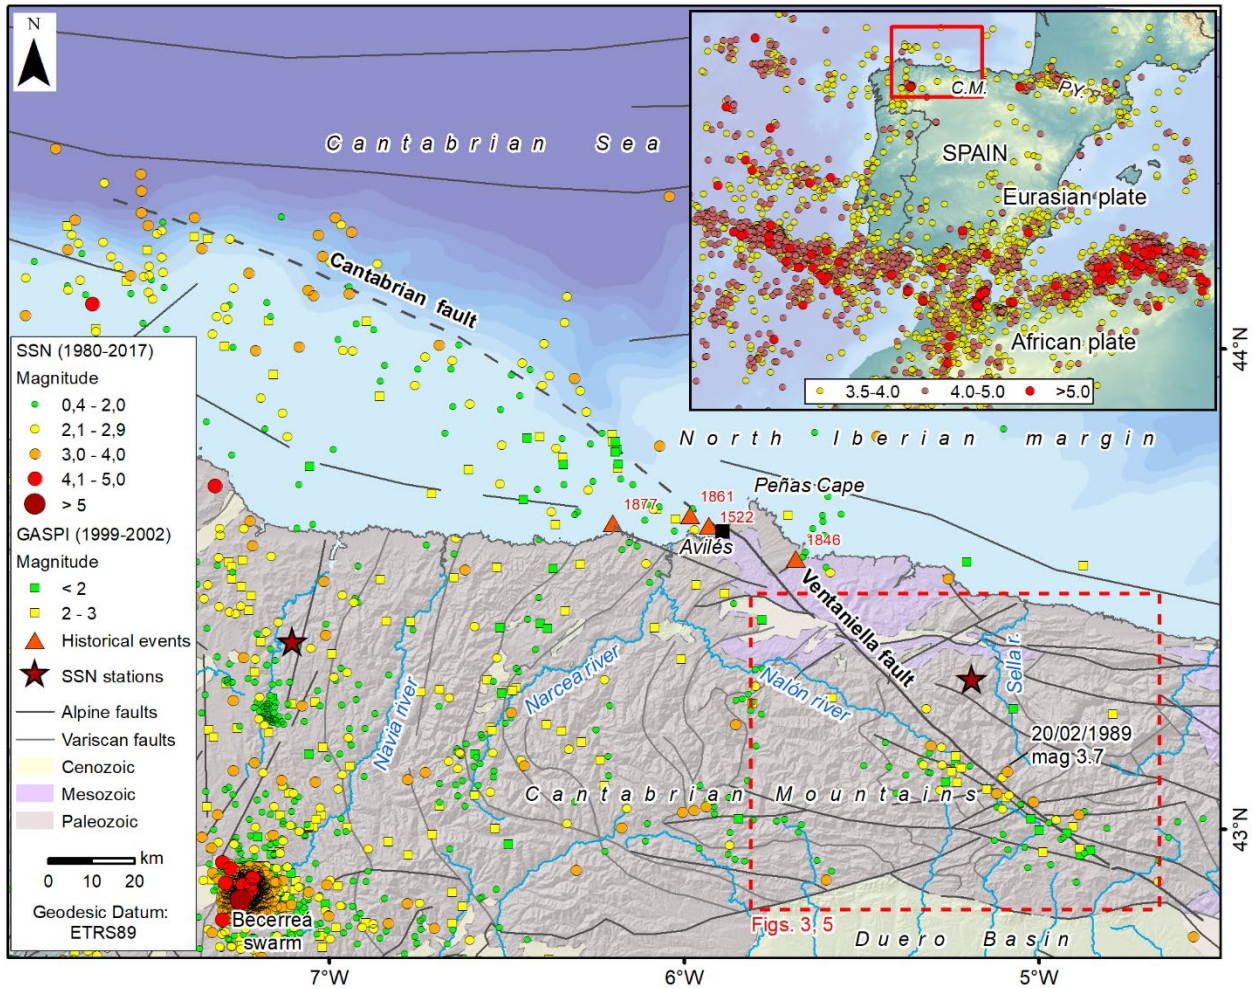 N
Cantabrian Sea
C.M.
PY.
SPAIN
Eurasian plate
African plate
3.5-4.0 4.0-5.0 >5.0
Cantabrian fault
44°N
SSN (1980-2017)
Magnitude
0,4 - 2,0
2,1 - 2,9
3,0 - 4,0
4,1 - 5,0
> 5
GASPI (1999-2002)
Magnitude
< 2
2 - 3
Historical events
SSN stations
Alpine faults
Variscan faults
Cenozoic
Mesozoic
Paleozoic
km
0 10 20
Geodesic Datum:
ETRS89
North Iberian margin
Peñas Cape
1877
1861
1522
Avilés
1846
Ventaniella fault
Sella r.
Narcea river
Nalón river
Navia river
20/02/1989
mag 3.7
Cantabrian Mountains
43°N
Becerreá
swarm
Figs. 3, 5
Duero Basin
7°W
6°W
5°W